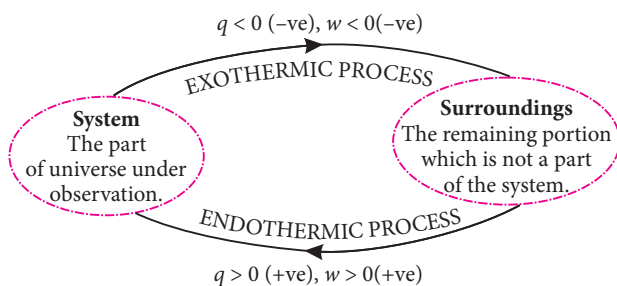 q < 0 (–ve), w < 0(–ve)
EXOTHERMIC PROCESS
System
The part
of universe under
observation.
Surroundings
The remaining portion
which is not a part
of the system.
ENDOTHERMIC PROCESS
q > 0 (+ve), w > 0(+ve)